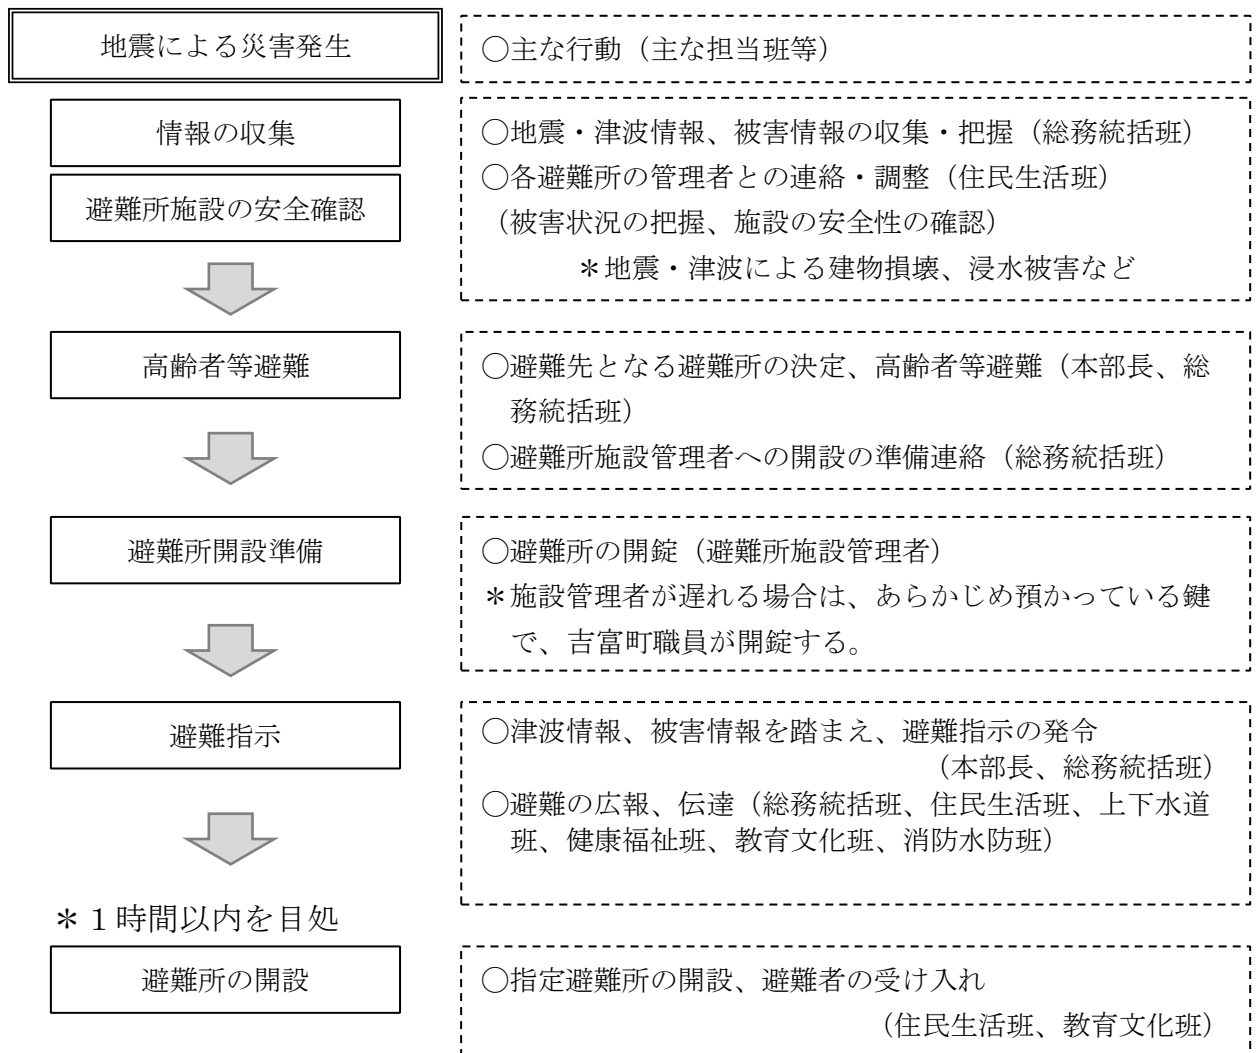 地震による災害発生
○主な行動（主な担当班等）
情報の収集
避難所施設の安全確認
○地震・津波情報、被害情報の収集・把握（総務統括班）
○各避難所の管理者との連絡・調整（住民生活班）
（被害状況の把握、施設の安全性の確認）
＊地震・津波による建物損壊、浸水被害など
高齢者等避難
○避難先となる避難所の決定、高齢者等避難（本部長、総
務統括班）
○避難所施設管理者への開設の準備連絡（総務統括班）
避難所開設準備
○避難所の開錠（避難所施設管理者）
＊施設管理者が遅れる場合は、あらかじめ預かっている鍵
で、吉富町職員が開錠する。
避難指示
○津波情報、被害情報を踏まえ、避難指示の発令
（本部長、総務統括班）
○避難の広報、伝達（総務統括班、住民生活班、上下水道
班、健康福祉班、教育文化班、消防水防班）
＊１時間以内を目処
避難所の開設
○指定避難所の開設、避難者の受け入れ
（住民生活班、教育文化班）